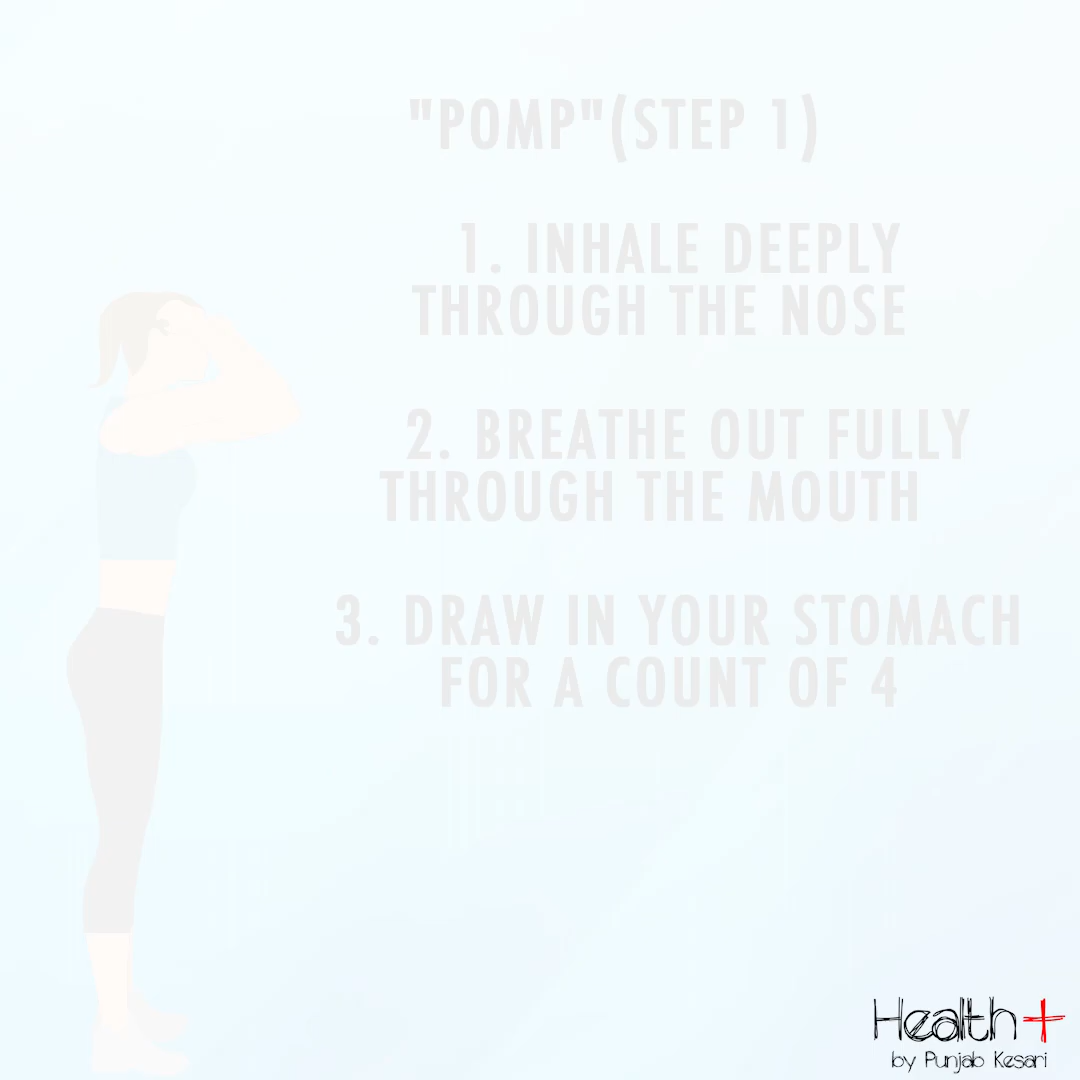 "POMP"(STEP 1)
1. INHALE DEEPLY
THROUGH THE NOSE
2. BREATHE OUT FULLY
THROUGH THE MOUTH
3. DRAW IN YOUR STOMACH
FOR A COUNT OF 4
Health+
by Punjab Kesari